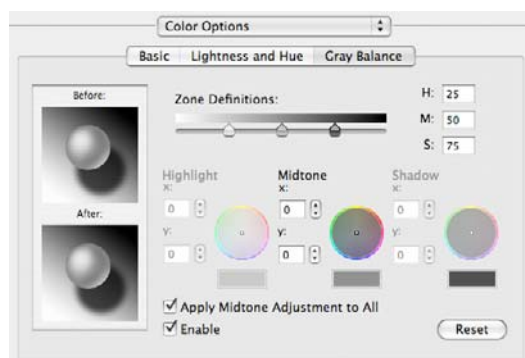 Color Options
Basic Lightness and Hue Gray Balance
Before:
Zone Definitions:
H: 25
M: 50
S: 75
Highlight Midtone Shadow
x: x: x:
0 0 0
After:
y: y: y:
0 0 0
Apply Midtone Adjustment to All
Enable
Reset